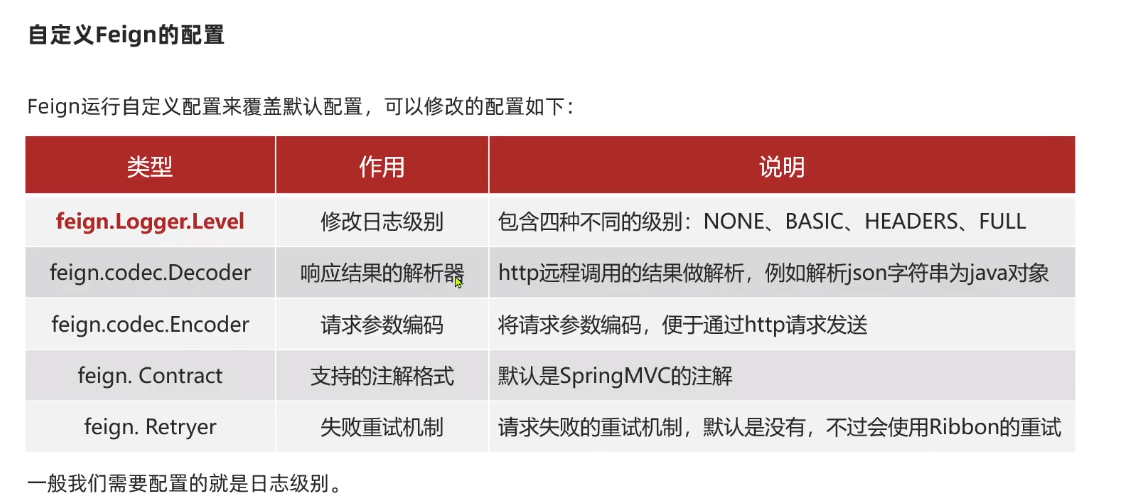 自定义Feign的配置
Feign运行自定义配置来覆盖默认配置，可以修改的配置如下：
类型 作用 说明
feign.Logger.Level 修改日志级别 包含四种不同的级别：NONE、BASIC、HEADERS、FULL
feign.codec.Decoder 响应结果的解析器 http远程调用的结果做解析，例如解析json字符串为java对象
feign.codec.Encoder 请求参数编码 将请求参数编码，便于通过http请求发送
feign. Contract 支持的注解格式 默认是SpringMVC的注解
feign. Retryer 失败重试机制 请求失败的重试机制，默认是没有，不过会使用Ribbon的重试
一般我们需要配置的就是日志级别。